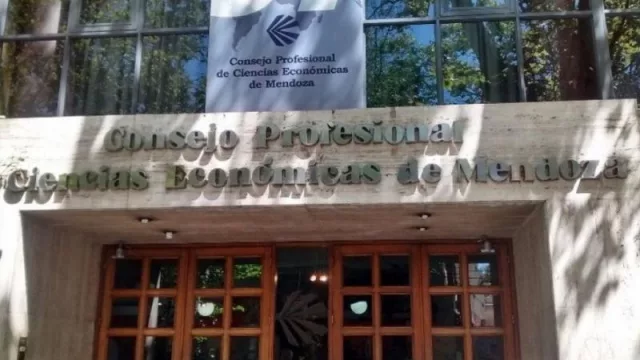 Consejo Profesional
de Ciencias Económicas
de Mendoza
Consejo Profesional
Ciencias Económicas de Mendoza